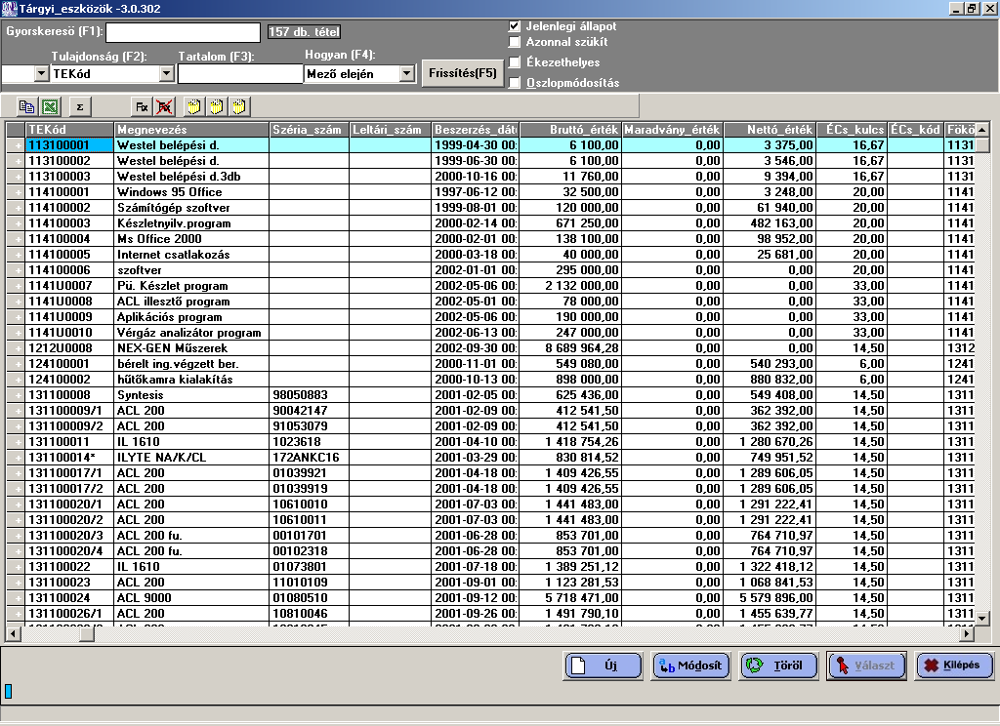 Tárgyi_eszközök -3.0.302
Gyorskereső (F1): 157 db. tétel
Jelenlegi állapot
Azonnal szükít
Tulajdonság (F2): Tartalom (F3): Hogyan (F4):
TEKód Mező elején Frissítés(F5)
Ékezethelyes
Oszlopmódosítás
Σ Fx Fx
TEKód Megnevezés Széria_szám Leltári_szám Beszerzés_dát Bruttó_érték Maradvány_érték Nettó_érték ÉCs_kulcs ÉCs_kód Fökö
113100001 Westel belépési d. 1999-04-30 00: 6 100,00 0,00 3 375,00 16,67 1131
113100002 Westel belépési d. 1999-06-30 00: 6 100,00 0,00 3 546,00 16,67 1131
113100003 Westel belépési d.3db 2000-10-16 00: 11 760,00 0,00 9 394,00 16,67 1131
114100001 Windows 95 Office 1997-06-12 00: 32 500,00 0,00 3 248,00 20,00 1141
114100002 Számítógép szoftver 1999-08-01 00: 120 000,00 0,00 61 940,00 20,00 1141
114100003 Készletnyilv.program 2000-02-14 00: 671 250,00 0,00 482 163,00 20,00 1141
114100004 Ms Office 2000 2000-02-01 00: 138 100,00 0,00 98 952,00 20,00 1141
114100005 Internet csatlakozás 2000-03-18 00: 40 000,00 0,00 25 681,00 20,00 1141
114100006 szoftver 2002-01-01 00: 295 000,00 0,00 0,00 20,00 1141
1141U0007 Pü. Készlet program 2002-05-06 00: 2 132 000,00 0,00 0,00 33,00 1141
1141U0008 ACL illesztő program 2002-05-01 00: 78 000,00 0,00 0,00 33,00 1141
1141U0009 Aplikációs program 2002-05-06 00: 190 000,00 0,00 0,00 33,00 1141
1141U0010 Vérgáz analizátor program 2002-06-13 00: 247 000,00 0,00 0,00 33,00 1141
1212U0008 NEX-GEN Műszerek 2002-09-30 00: 8 689 964,28 0,00 0,00 14,50 1312
124100001 bérelt ing.végzett ber. 2000-11-01 00: 549 080,00 0,00 540 293,00 6,00 1241
124100002 hűtőkamra kialakítás 2000-10-13 00: 898 000,00 0,00 880 832,00 6,00 1241
131100008 Syntesis 98050883 2001-02-05 00: 625 436,00 0,00 549 408,00 14,50 1311
131100009/1 ACL 200 90042147 2001-02-09 00: 412 541,50 0,00 362 392,00 14,50 1311
131100009/2 ACL 200 91053079 2001-02-09 00: 412 541,50 0,00 362 392,00 14,50 1311
131100011 IL 1610 1023618 2001-04-10 00: 1 418 754,26 0,00 1 280 670,26 14,50 1311
131100014* ILYTE NA/K/CL 172ANKC16 2001-03-29 00: 830 814,52 0,00 749 951,52 14,50 1311
131100017/1 ACL 200 01039921 2001-04-18 00: 1 409 426,55 0,00 1 289 606,05 14,50 1311
131100017/2 ACL 200 01039919 2001-04-18 00: 1 409 426,55 0,00 1 289 606,05 14,50 1311
131100020/1 ACL 200 10610010 2001-07-03 00: 1 441 483,00 0,00 1 291 222,41 14,50 1311
131100020/2 ACL 200 10610011 2001-07-03 00: 1 441 483,00 0,00 1 291 222,41 14,50 1311
131100020/3 ACL 200 fu. 00101701 2001-06-28 00: 853 701,00 0,00 764 710,97 14,50 1311
131100020/4 ACL 200 fu. 00102318 2001-06-28 00: 853 701,00 0,00 764 710,97 14,50 1311
131100022 IL 1610 01073801 2001-07-18 00: 1 389 251,12 0,00 1 322 418,12 14,50 1311
131100023 ACL 200 11010109 2001-09-01 00: 1 123 281,53 0,00 1 068 841,53 14,50 1311
131100024 ACL 9000 01080510 2001-09-12 00: 5 718 471,00 0,00 5 579 896,00 14,50 1311
131100026/1 ACL 200 10810046 2001-09-26 00: 1 491 790,10 0,00 1 455 639,77 14,50 1311
Új Módosít Töröl Választ Kilépés